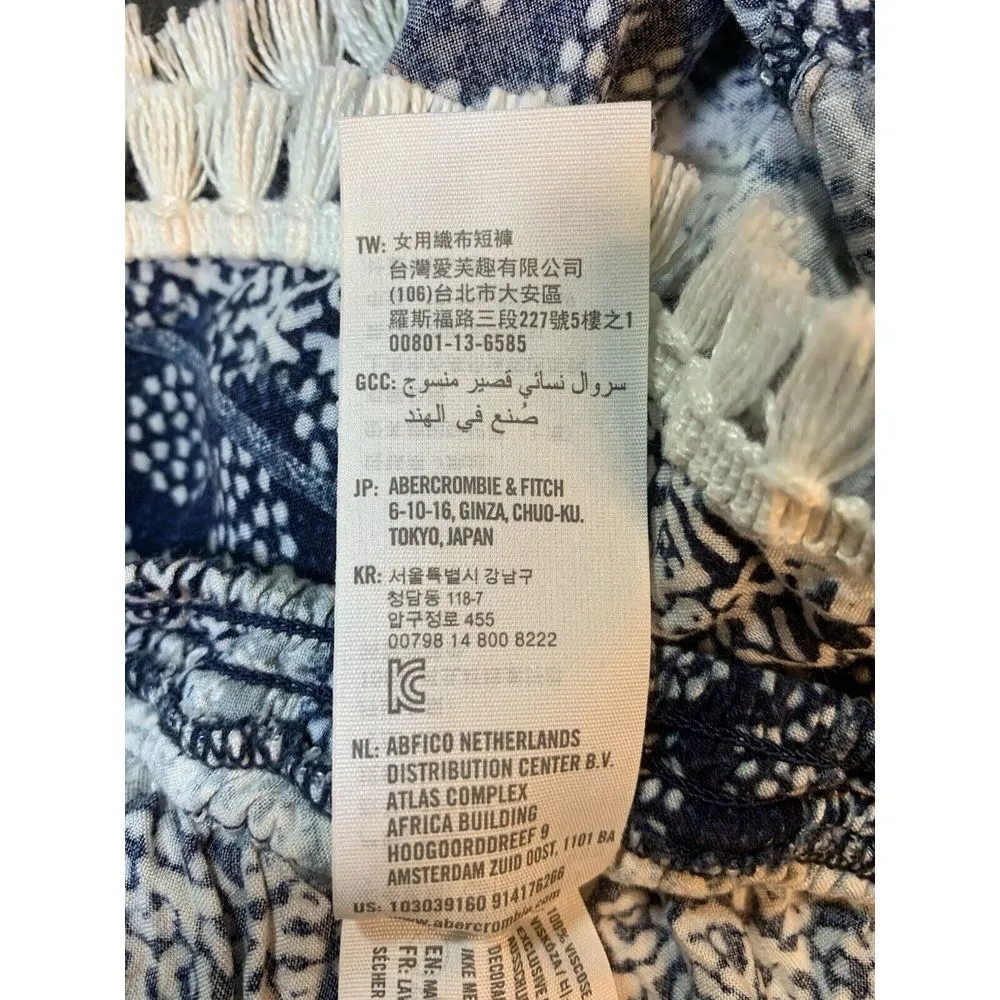 TW: 女用織布短褲
台灣愛芙趣有限公司
(106)台北市大安區
羅斯福路三段227號5樓之1
00801-13-6585
GCC: سروال نسائي قصير منسوج
صُنع في الهند
JP: ABERCROMBIE & FITCH
6-10-16, GINZA, CHUO-KU.
TOKYO, JAPAN
KR: 서울특별시 강남구
청담동 118-7
압구정로 455
00798 14 800 8222
NL: ABFICO NETHERLANDS
DISTRIBUTION CENTER B.V.
ATLAS COMPLEX
AFRICA BUILDING
HOOGOORDDREEF 9
AMSTERDAM ZUID OOST. 1101 BA
US: 103039160 914176266
www.abercrombie.com
100% VISCOSE